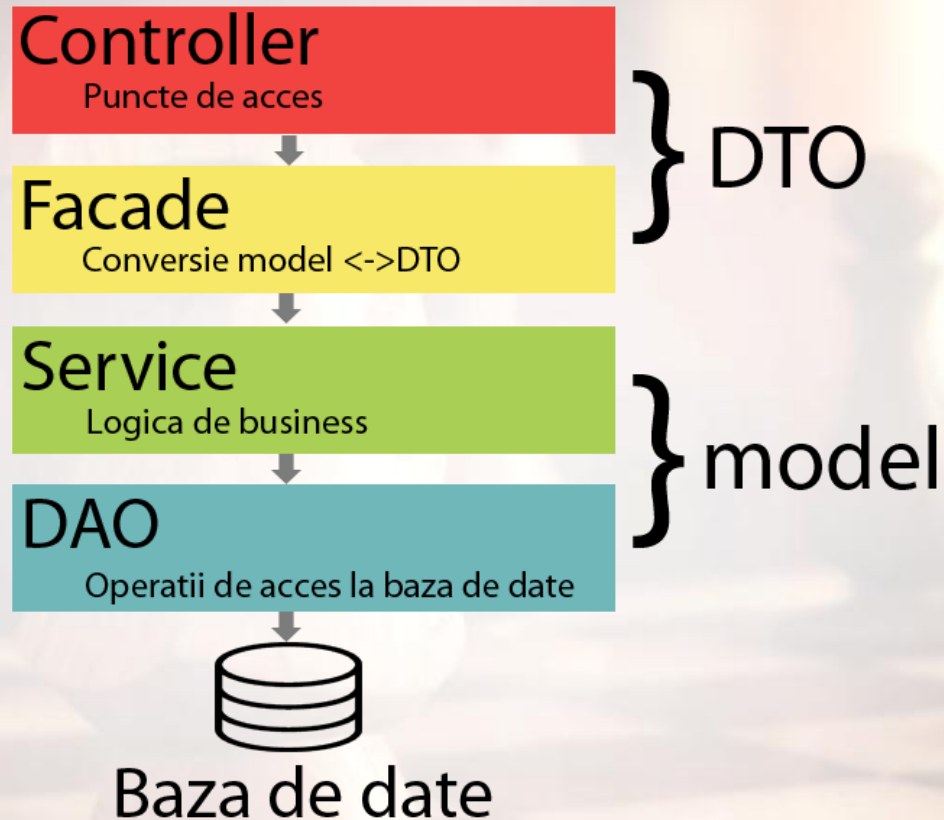 Controller
Puncte de acces
DTO
Facade
Conversie model <->DTO
Service
Logica de business
model
DAO
Operatii de acces la baza de date
Baza de date